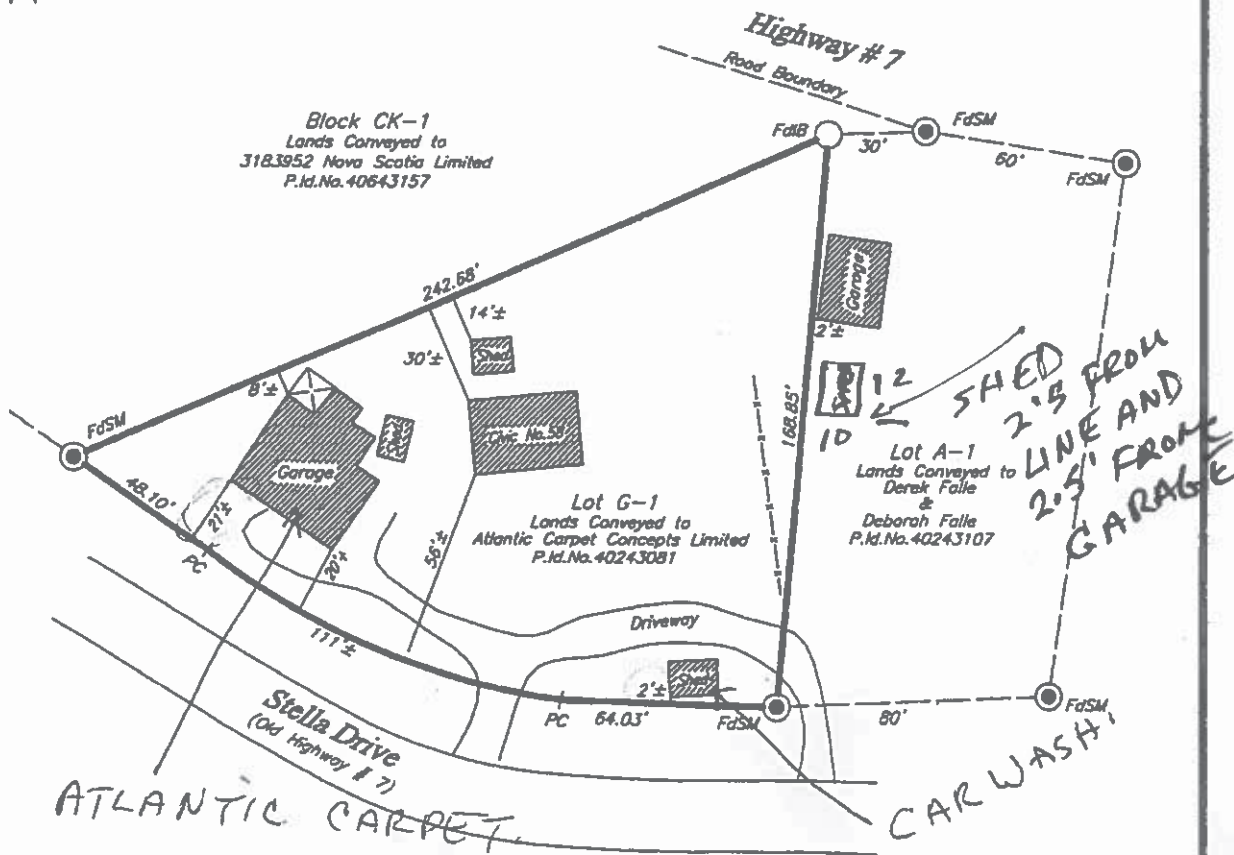 Highway # 7
Road Boundary
Block CK-1
Lands Conveyed to
3183952 Nova Scotia Limited
P.Id.No.40643157
FdIB
30'
FdSM
60'
FdSM
Garage
242.68'
14'±
30'±
Shed
2'±
8'±
12
10
SHED
2'.5 FROM
LINE AND
2.5' FROM
GARAGE
FdSM
Shed
Civic No.58
168.85'
Garage
Lot A-1
Lands Conveyed to
Derek Falle
&
Deborah Falle
P.Id.No.40243107
48.10'
21'±
PC
20'±
56'±
Lot G-1
Lands Conveyed to
Atlantic Carpet Concepts Limited
P.Id.No.40243081
Driveway
111'±
2'±
Shed
PC
64.03'
FdSM
80'
FdSM
Stella Drive
(Old Highway # 7)
ATLANTIC CARPET
CAR WASH.